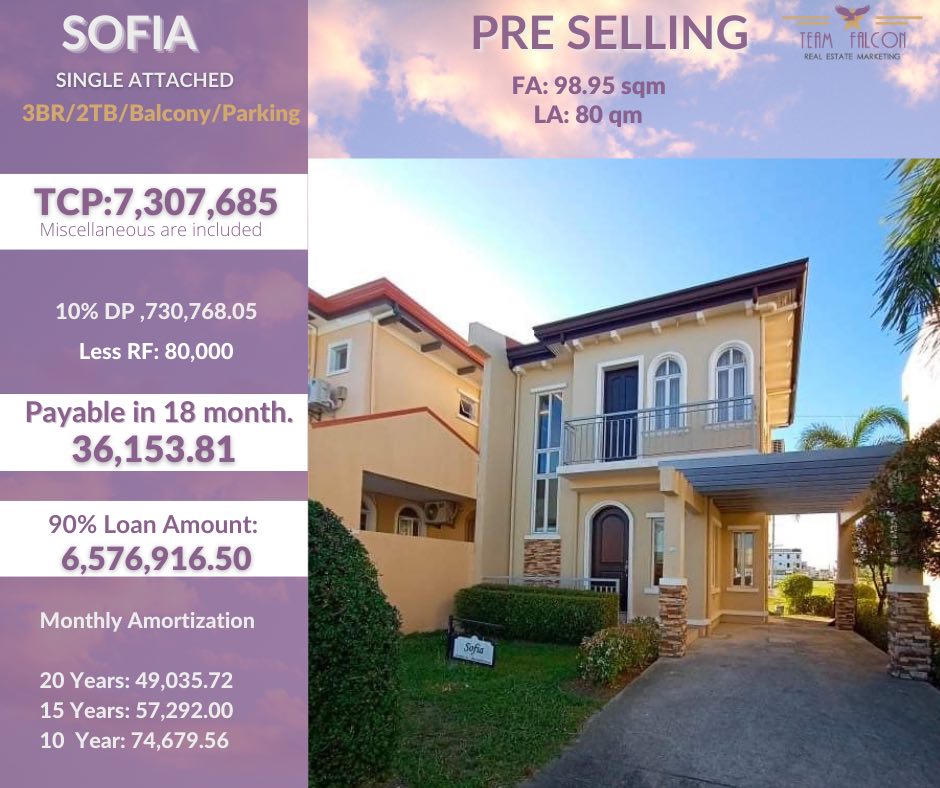 SOFIA
SINGLE ATTACHED
3BR/2TB/Balcony/Parking
PRE SELLING
FA: 98.95 sqm
LA: 80 qm
TEAM FALCON
REAL ESTATE MARKETING
TCP:7,307,685
Miscellaneous are included
10% DP ,730,768.05
Less RF: 80,000
Payable in 18 month.
36,153.81
90% Loan Amount:
6,576,916.50
Monthly Amortization
20 Years: 49,035.72
15 Years: 57,292.00
10 Year: 74,679.56
Sofia